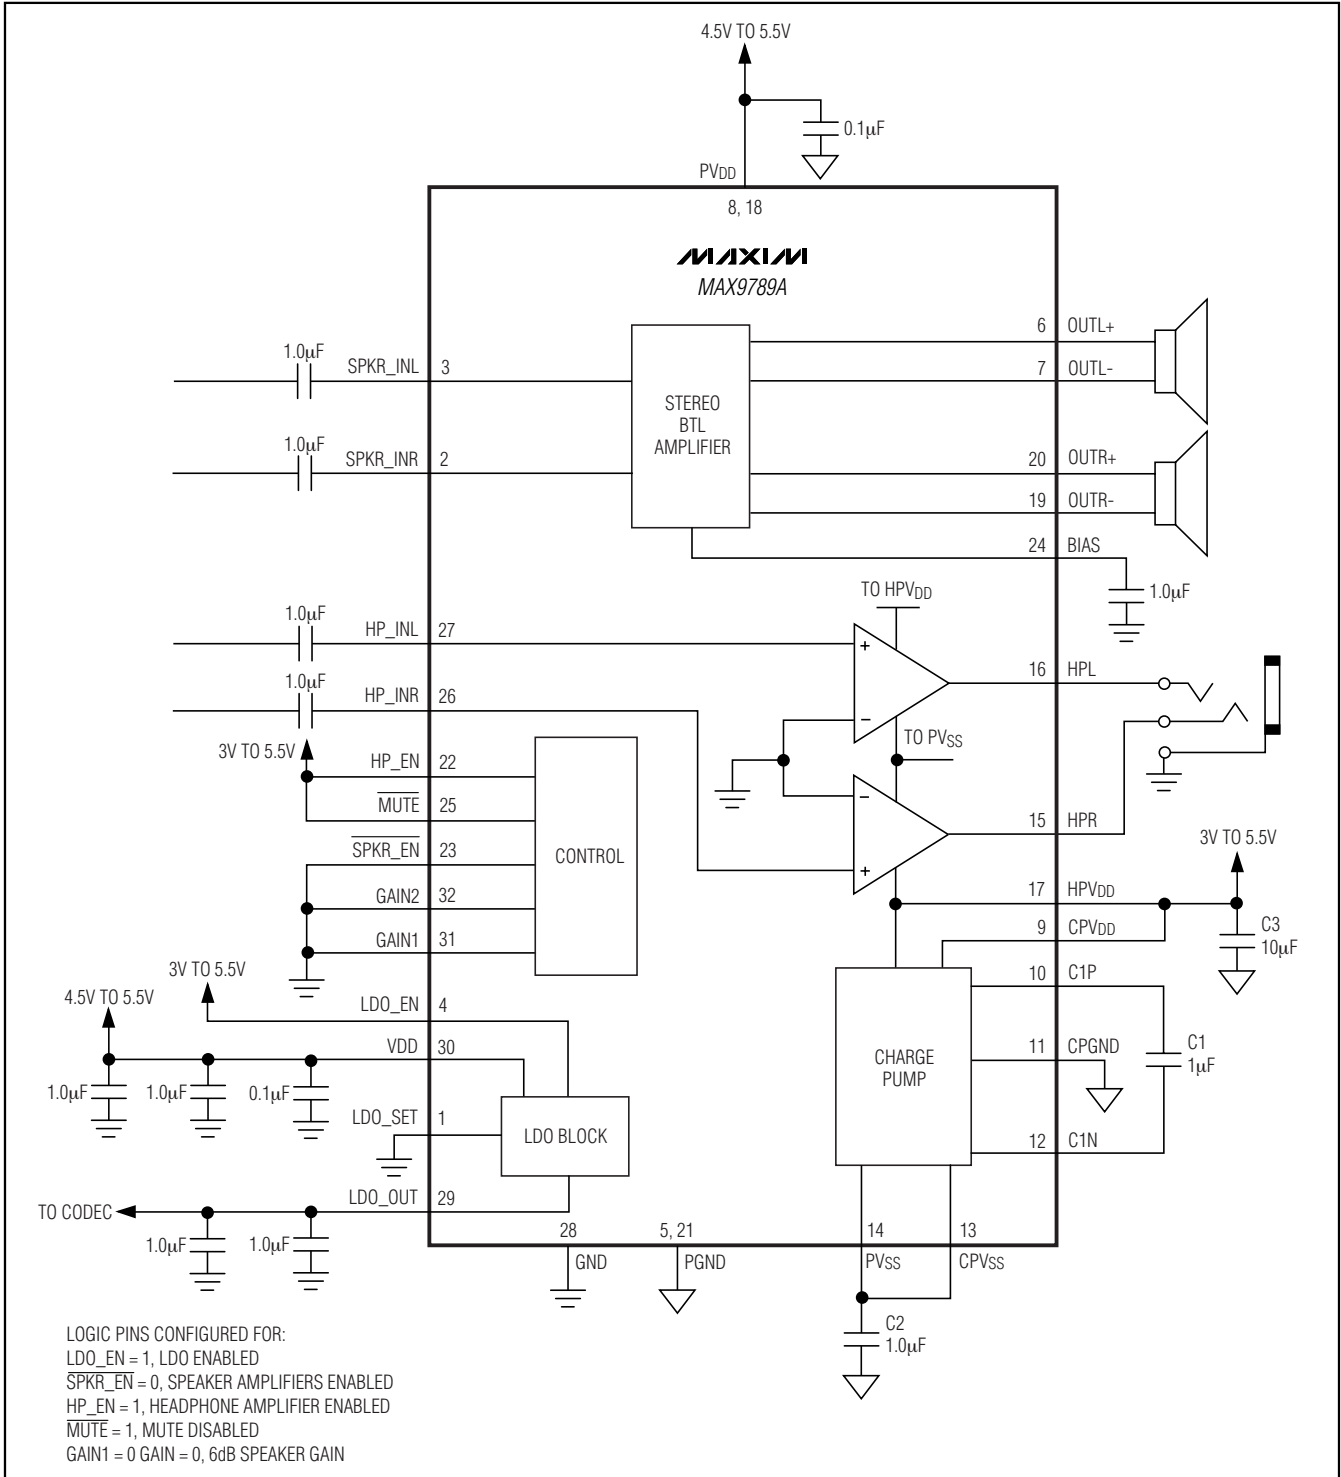 4.5V TO 5.5V
0.1µF
PVDD
8, 18
MAXIM
MAX9789A
1.0µF
SPKR_INL
3
1.0µF
SPKR_INR
2
STEREO
BTL
AMPLIFIER
6
OUTL+
7
OUTL-
20
OUTR+
19
OUTR-
24
BIAS
1.0µF
TO HPVDD
1.0µF
HP_INL
27
1.0µF
HP_INR
26
+
−
TO PVSS
−
+
16
HPL
15
HPR
3V TO 5.5V
HP_EN
22
MUTE
25
SPKR_EN
23
GAIN2
32
GAIN1
31
CONTROL
3V TO 5.5V
17
HPVDD
9
CPVDD
C3
10µF
10
C1P
11
CPGND
C1
1µF
12
C1N
CHARGE
PUMP
3V TO 5.5V
4.5V TO 5.5V
LDO_EN
4
VDD
30
1.0µF
1.0µF
0.1µF
LDO_SET
1
LDO BLOCK
LDO_OUT
29
TO CODEC
1.0µF
1.0µF
28
GND
5, 21
PGND
14
PVSS
13
CPVSS
C2
1.0µF
LOGIC PINS CONFIGURED FOR:
LDO_EN = 1, LDO ENABLED
SPKR_EN = 0, SPEAKER AMPLIFIERS ENABLED
HP_EN = 1, HEADPHONE AMPLIFIER ENABLED
MUTE = 1, MUTE DISABLED
GAIN1 = 0 GAIN = 0, 6dB SPEAKER GAIN